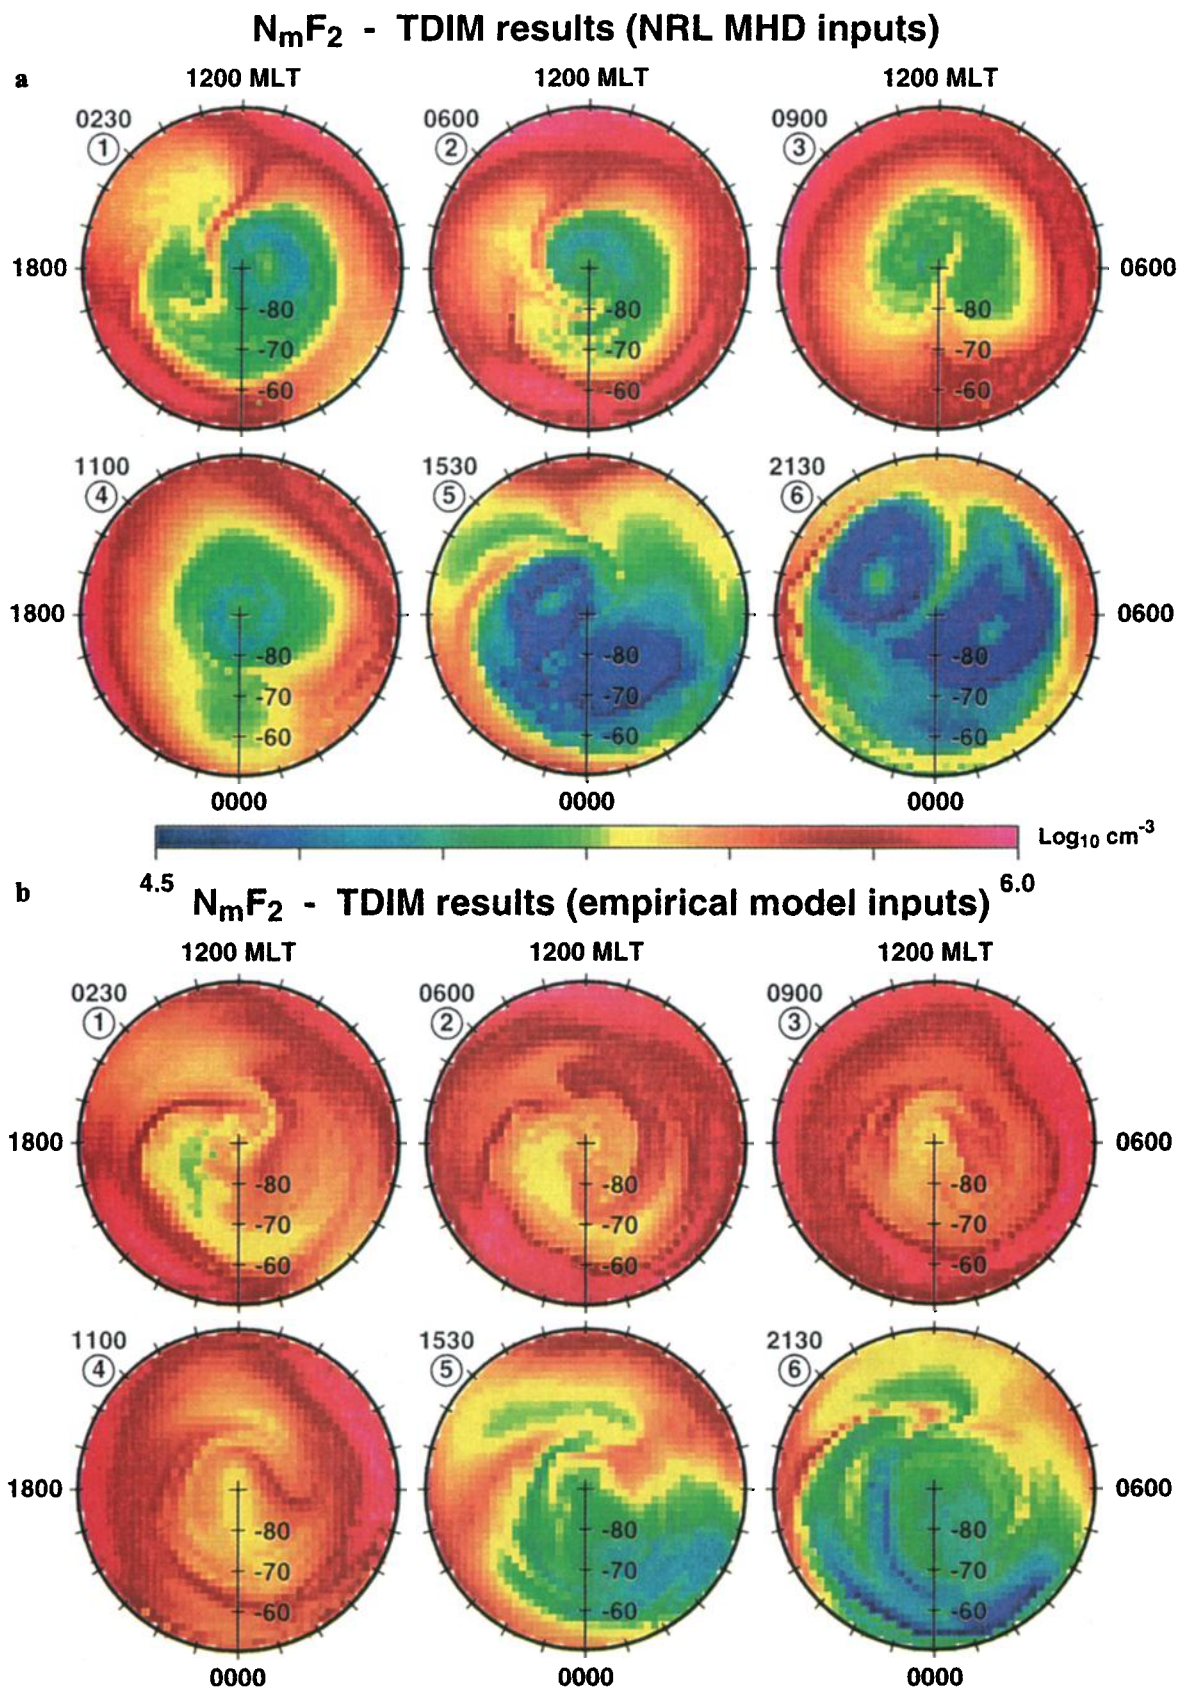 NmF2 - TDIM results (NRL MHD inputs)
a
1200 MLT 1200 MLT 1200 MLT
0230 0600 0900
1 2 3
1800 0600
-80 -80 -80
-70 -70 -70
-60 -60 -60
1100 1530 2130
4 5 6
1800 0600
-80 -80 -80
-70 -70 -70
-60 -60 -60
0000 0000 0000
Log10 cm-3
4.5 6.0
b
NmF2 - TDIM results (empirical model inputs)
1200 MLT 1200 MLT 1200 MLT
0230 0600 0900
1 2 3
1800 0600
-80 -80 -80
-70 -70 -70
-60 -60 -60
1100 1530 2130
4 5 6
1800 0600
-80 -80 -80
-70 -70 -70
-60 -60 -60
0000 0000 0000